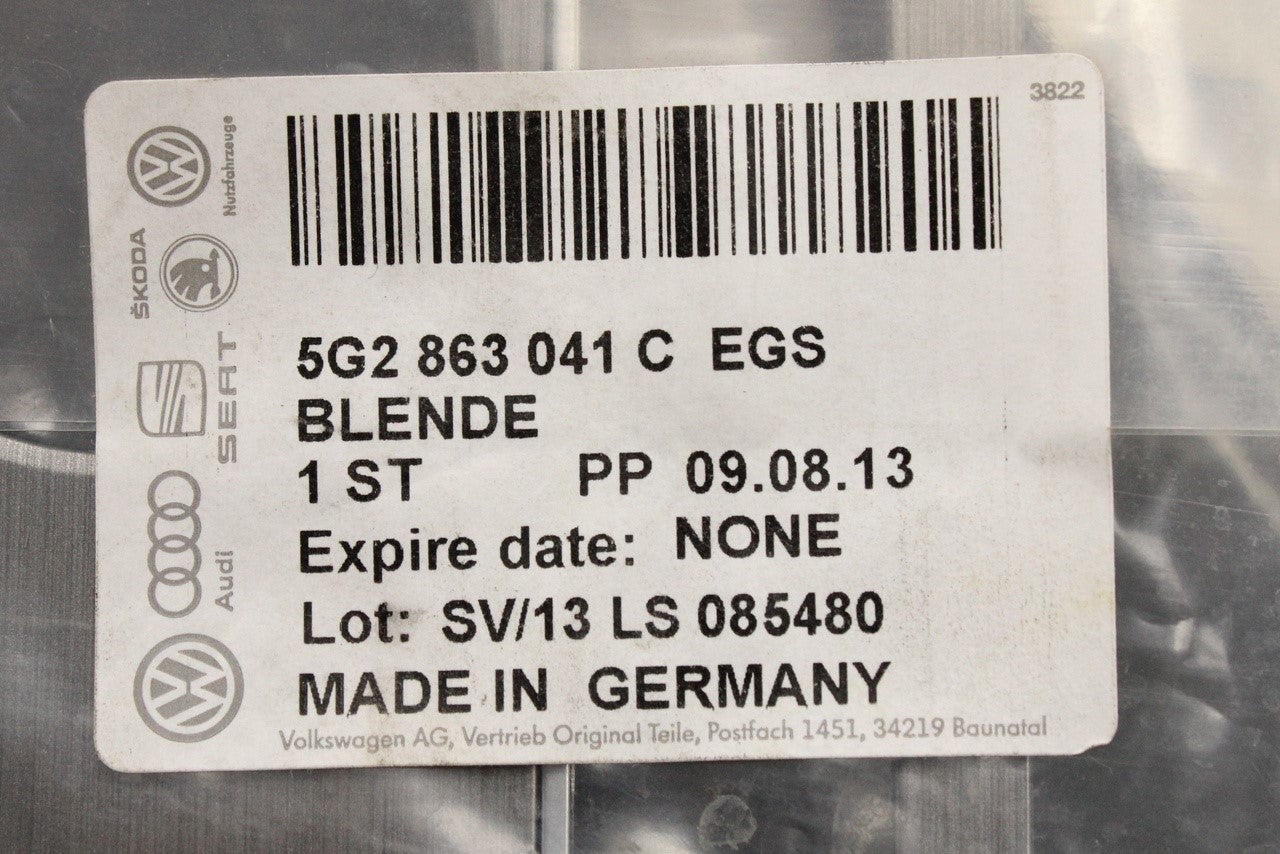 3822
Nutzfahrzeuge
ŠKODA
SEAT
Audi
5G2 863 041 C EGS
BLENDE
1 ST PP 09.08.13
Expire date: NONE
Lot: SV/13 LS 085480
MADE IN GERMANY
Volkswagen AG, Vertrieb Original Teile, Postfach 1451, 34219 Baunatal